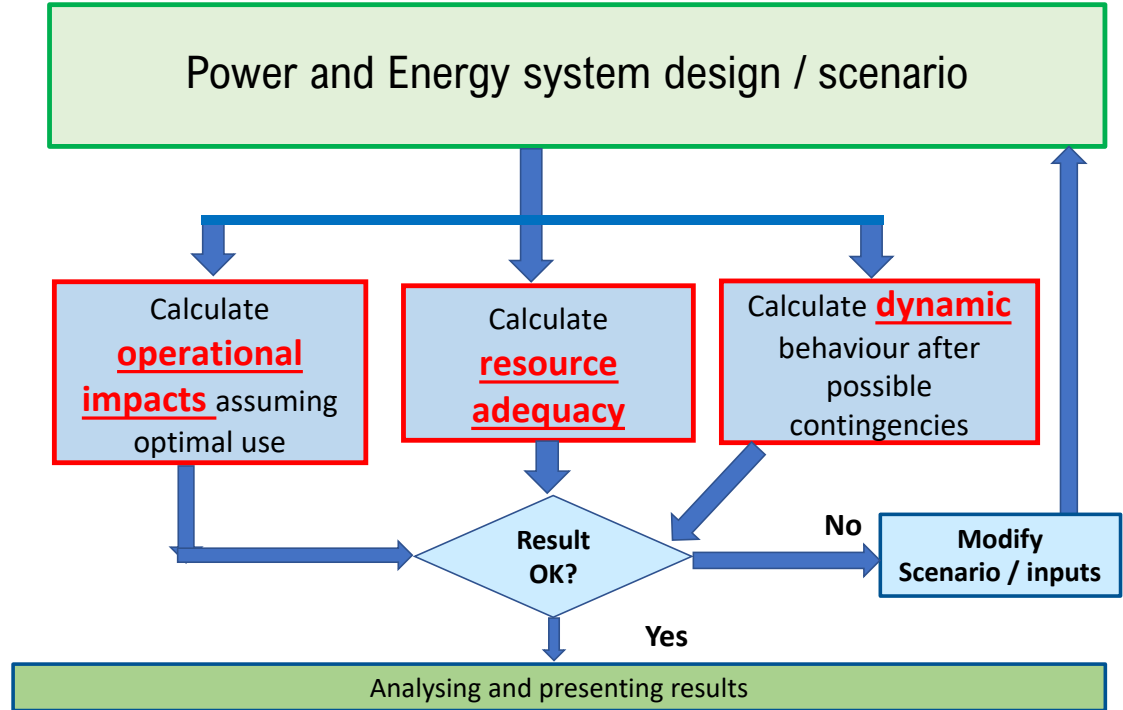 Power and Energy system design / scenario
Calculate
operational
impacts assuming
optimal use
Calculate
resource
adequacy
Calculate dynamic
behaviour after
possible
contingencies
Result
OK?
No
Modify
Scenario / inputs
Yes
Analysing and presenting results